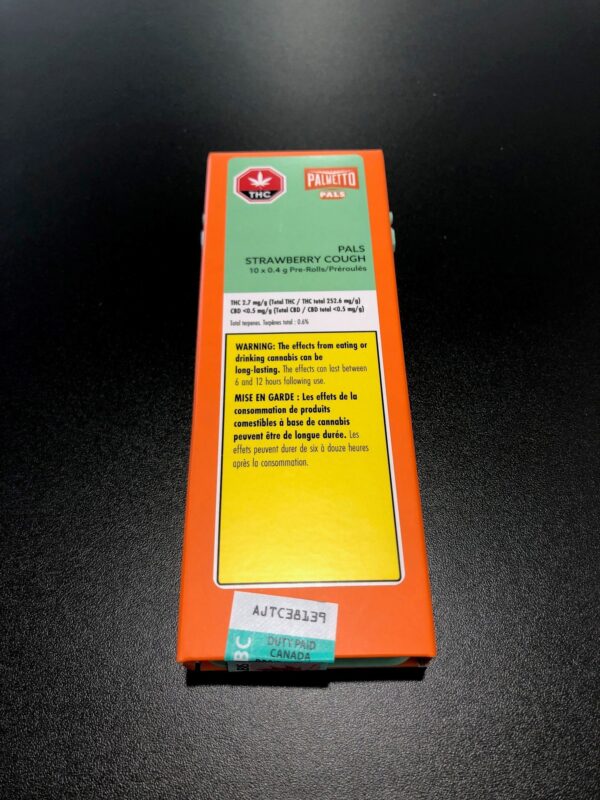 THC
PALMETTO
PALS
PALS
STRAWBERRY COUGH
10 x 0.4 g Pre-Rolls/Préroulés
THC 2.7 mg/g (Total THC / THC total 252.6 mg/g)
CBD <0.5 mg/g (Total CBD / CBD total <0.5 mg/g)
Total terpenes. Terpènes total : 0.6%
WARNING: The effects from eating or
drinking cannabis can be
long-lasting. The effects can last between
6 and 12 hours following use.
MISE EN GARDE : Les effets de la
consommation de produits
comestibles à base de cannabis
peuvent être de longue durée. Les
effets peuvent durer de six à douze heures
après la consommation.
AJTC38139
BC
DUTY PAID
CANADA